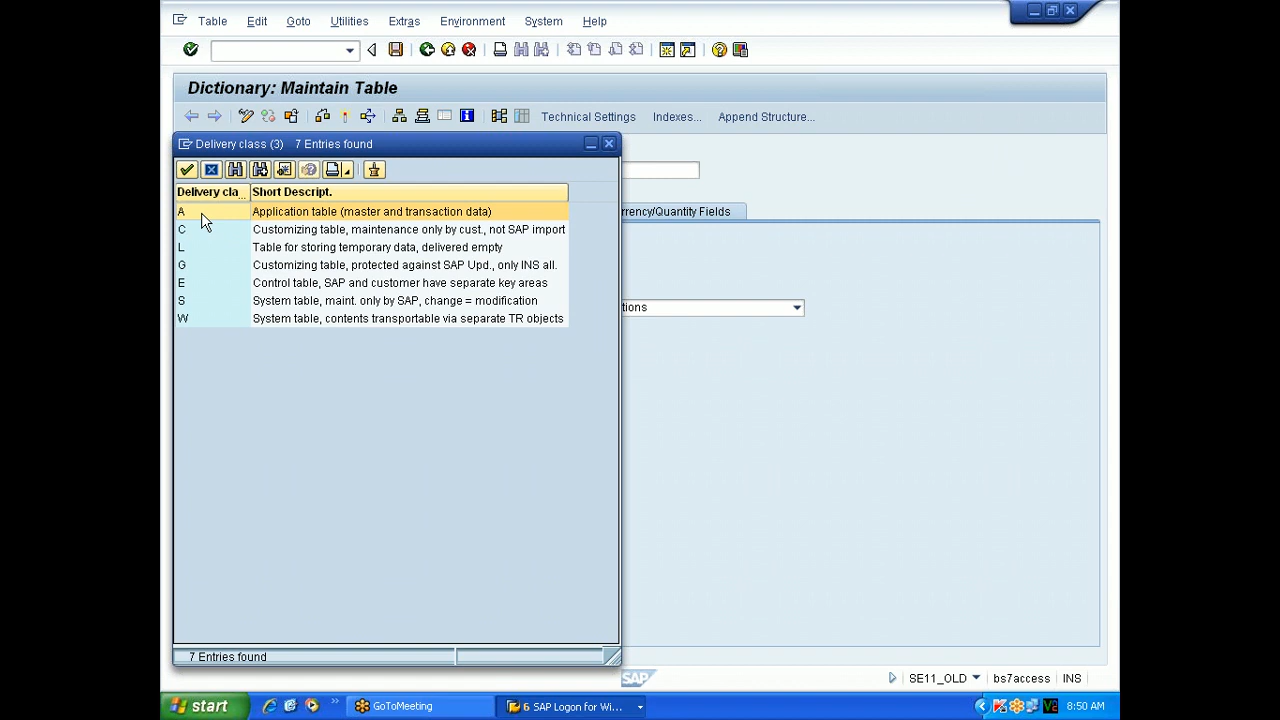 Table Edit Goto Utilities Extras Environment System Help
Dictionary: Maintain Table
Technical Settings Indexes... Append Structure...
Delivery class (3) 7 Entries found
Delivery cla... Short Descript.
rrency/Quantity Fields
A Application table (master and transaction data)
C Customizing table, maintenance only by cust., not SAP import
L Table for storing temporary data, delivered empty
G Customizing table, protected against SAP Upd., only INS all.
E Control table, SAP and customer have separate key areas
S System table, maint. only by SAP, change = modification
tions
W System table, contents transportable via separate TR objects
7 Entries found
SAP
SE11_OLD bs7access INS
start » GoToMeeting 6 SAP Logon for Wi... 8:50 AM